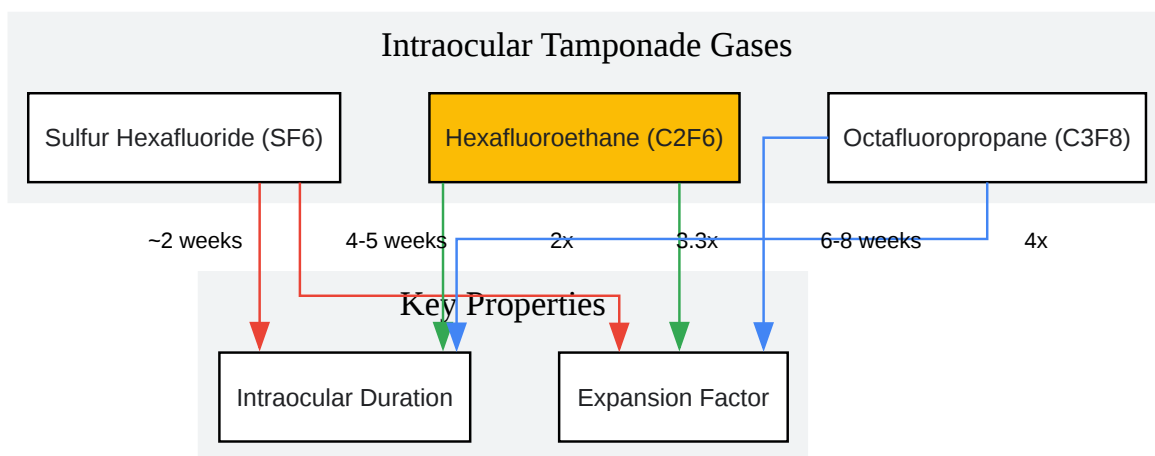 Intraocular Tamponade Gases
Sulfur Hexafluoride (SF6)
Hexafluoroethane (C2F6)
Octafluoropropane (C3F8)
~2 weeks
4-5 weeks
2x
3.3x
6-8 weeks
4x
Key Properties
Intraocular Duration
Expansion Factor